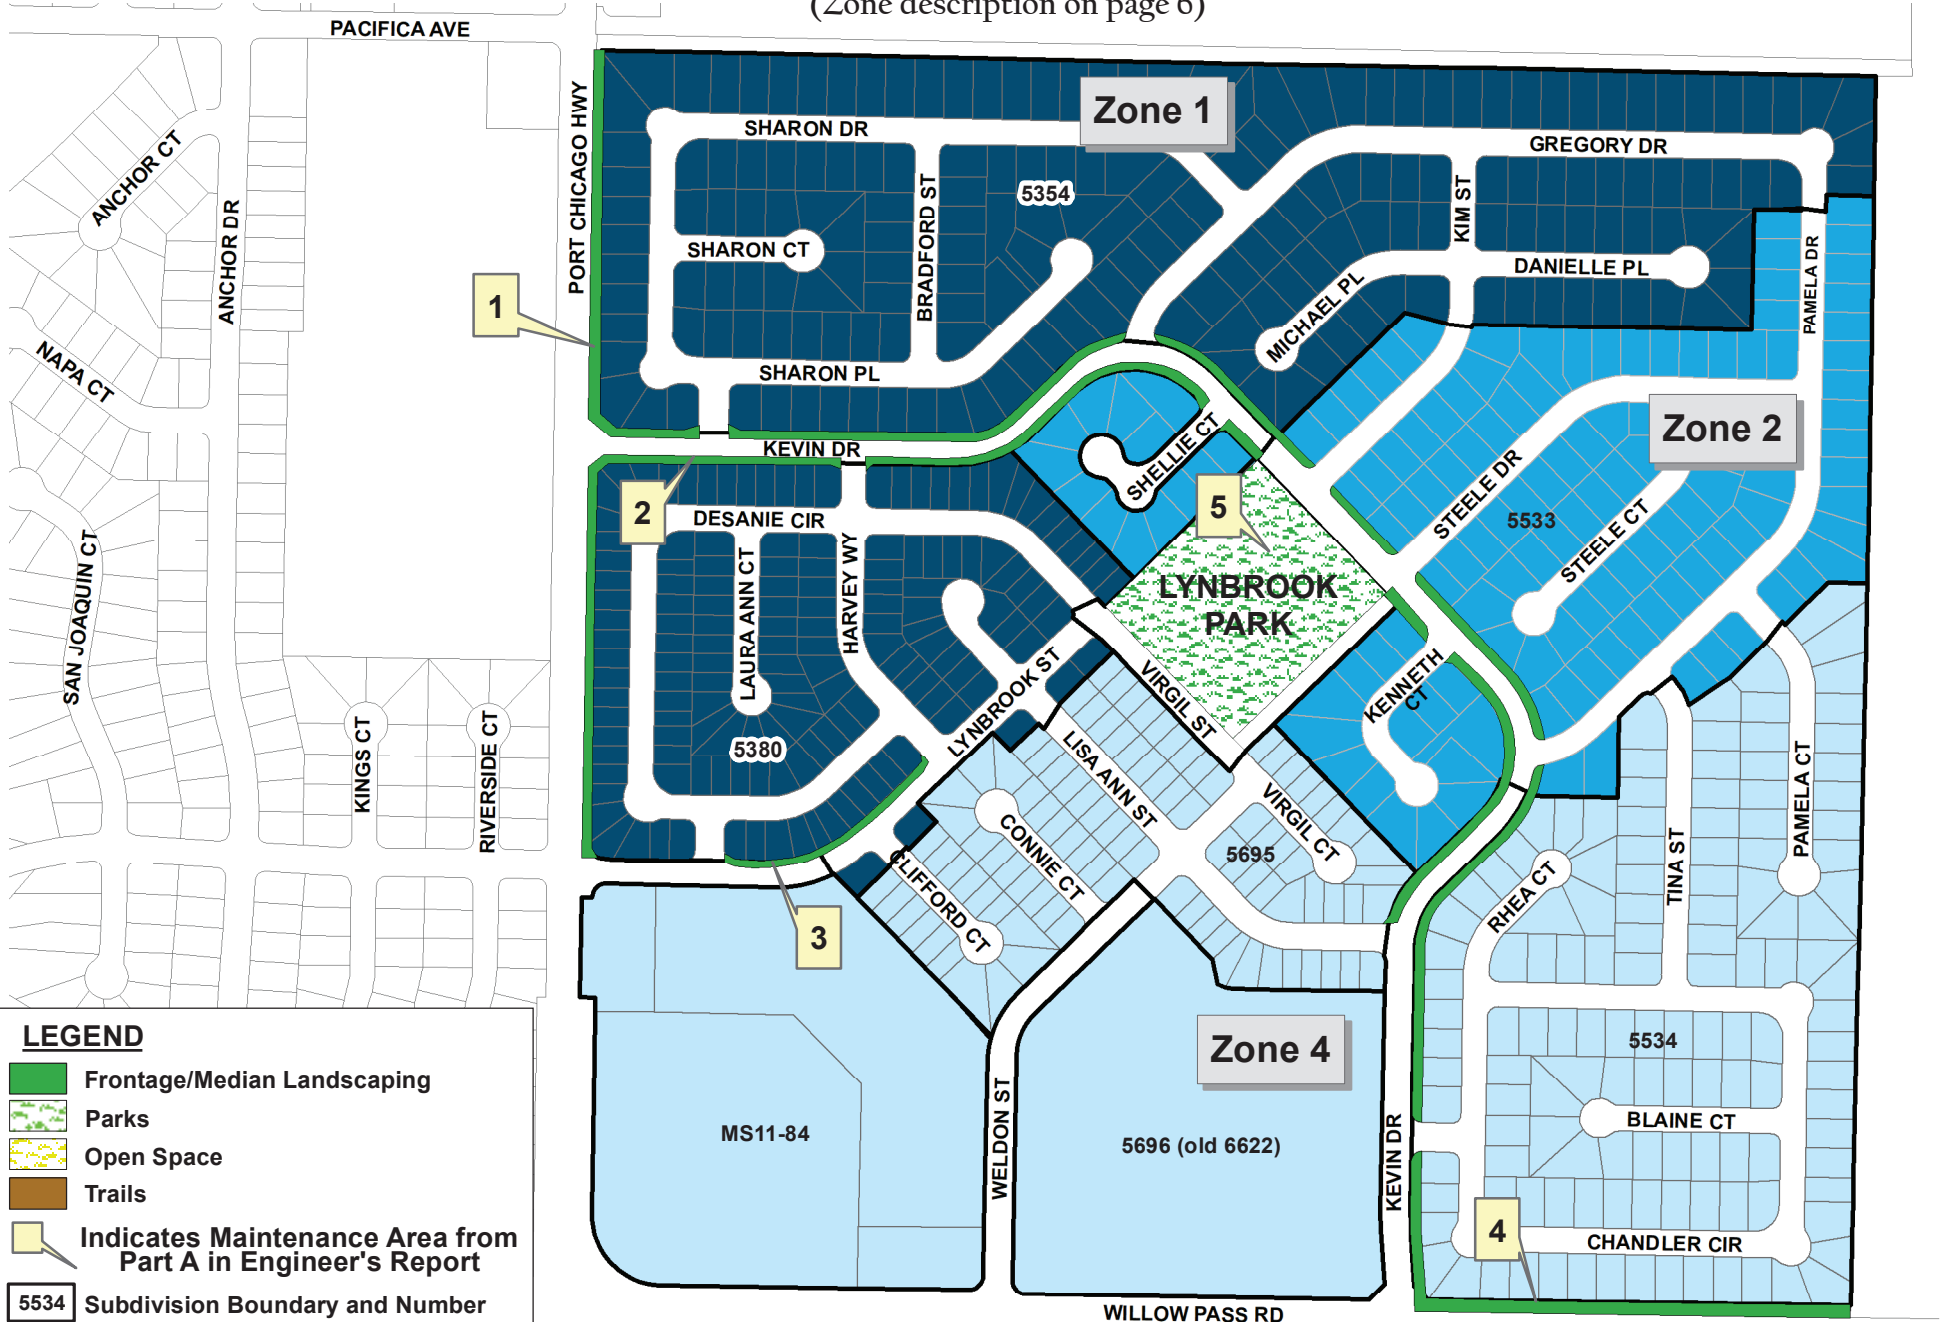 (Zone description on page 6)
PACIFICA AVE
PORT CHICAGO HWY
ANCHOR CT
ANCHOR DR
NAPA CT
SAN JOAQUIN CT
KINGS CT
RIVERSIDE CT
Zone 1
SHARON DR
GREGORY DR
5354
BRADFORD ST
KIM ST
SHARON CT
DANIELLE PL
PAMELA DR
MICHAEL PL
1
SHARON PL
KEVIN DR
Zone 2
SHELLIE CT
2
5
DESANIE CIR
STEELE DR
5533
STEELE CT
LAURA ANN CT
HARVEY WY
LYNBROOK
PARK
LYNBROOK ST
VIRGIL ST
KENNETH
CT
5380
LISA ANN ST
VIRGIL CT
PAMELA CT
TINA ST
CONNIE CT
CLIFFORD CT
5695
RHEA CT
3
Zone 4
5534
MS11-84
WELDON ST
5696 (old 6622)
KEVIN DR
BLAINE CT
4
CHANDLER CIR
WILLOW PASS RD
LEGEND
Frontage/Median Landscaping
Parks
Open Space
Trails
Indicates Maintenance Area from
Part A in Engineer's Report
5534 Subdivision Boundary and Number